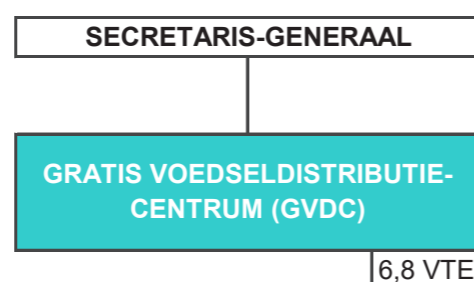 SECRETARIS-GENERAAL
GRATIS VOEDSELDISTRIBUTIE-
CENTRUM (GVDC)
6,8 VTE